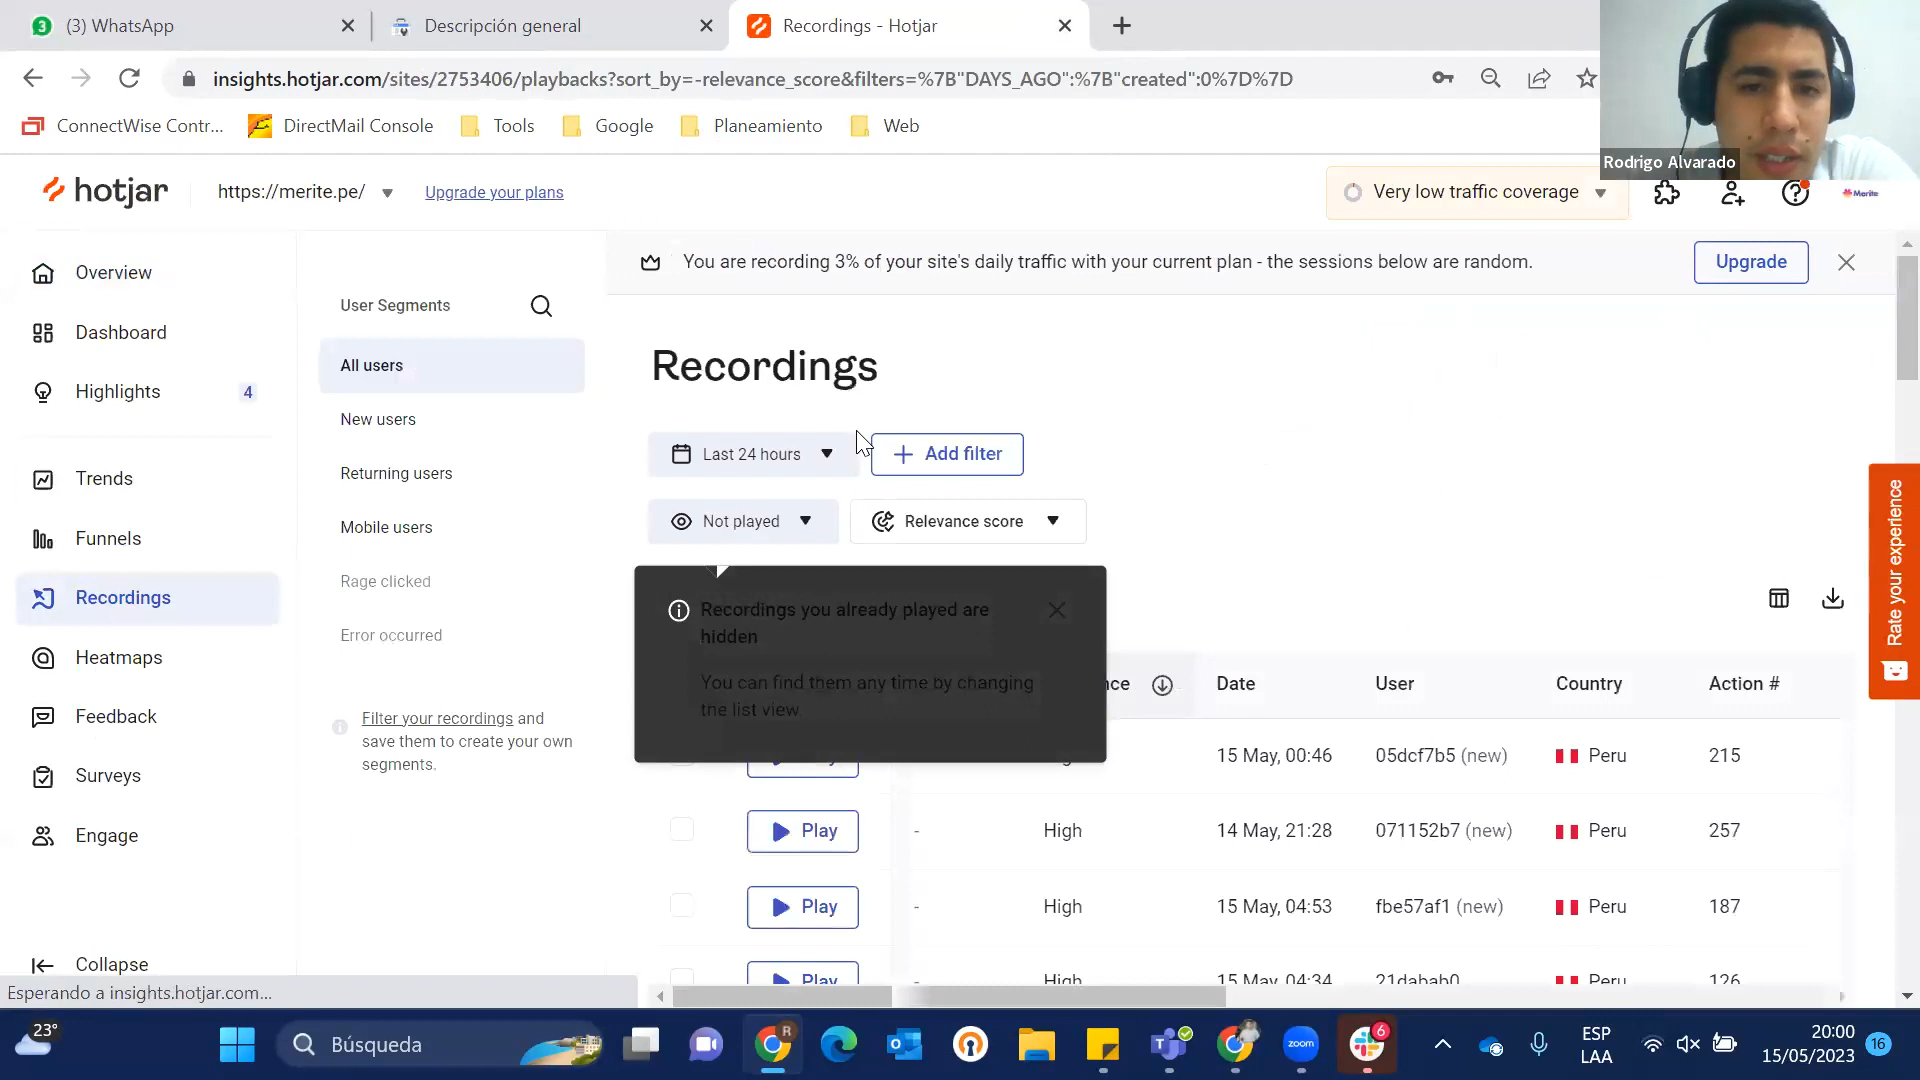 3 (3) WhatsApp
Descripción general
Recordings - Hotjar
insights.hotjar.com/sites/2753406/playbacks?sort_by=-relevance_score&filters=%7B"DAYS_AGO":%7B"created":0%7D%7D
ConnectWise Contr...
DirectMail Console
Tools
Google
Planeamiento
Web
Rodrigo Alvarado
hotjar
https://merite.pe/
Upgrade your plans
Very low traffic coverage
Merite
You are recording 3% of your site's daily traffic with your current plan - the sessions below are random.
Upgrade
Overview
Dashboard
Highlights 4
Trends
Funnels
Recordings
Heatmaps
Feedback
Surveys
Engage
Collapse
User Segments
All users
New users
Returning users
Mobile users
Rage clicked
Error occurred
Filter your recordings and
save them to create your own
segments.
Recordings
Last 24 hours
Add filter
Not played
Relevance score
Recordings you already played are
hidden
You can find them any time by changing
the list view.
Date User Country Action #
15 May, 00:46 05dcf7b5 (new) Peru 215
Play - High 14 May, 21:28 071152b7 (new) Peru 257
Play - High 15 May, 04:53 fbe57af1 (new) Peru 187
Play High 15 May, 04:34 21dabab0 Peru 126
Rate your experience
Esperando a insights.hotjar.com...
23°
Búsqueda
R
zoom
6
ESP
LAA
20:00
15/05/2023
16